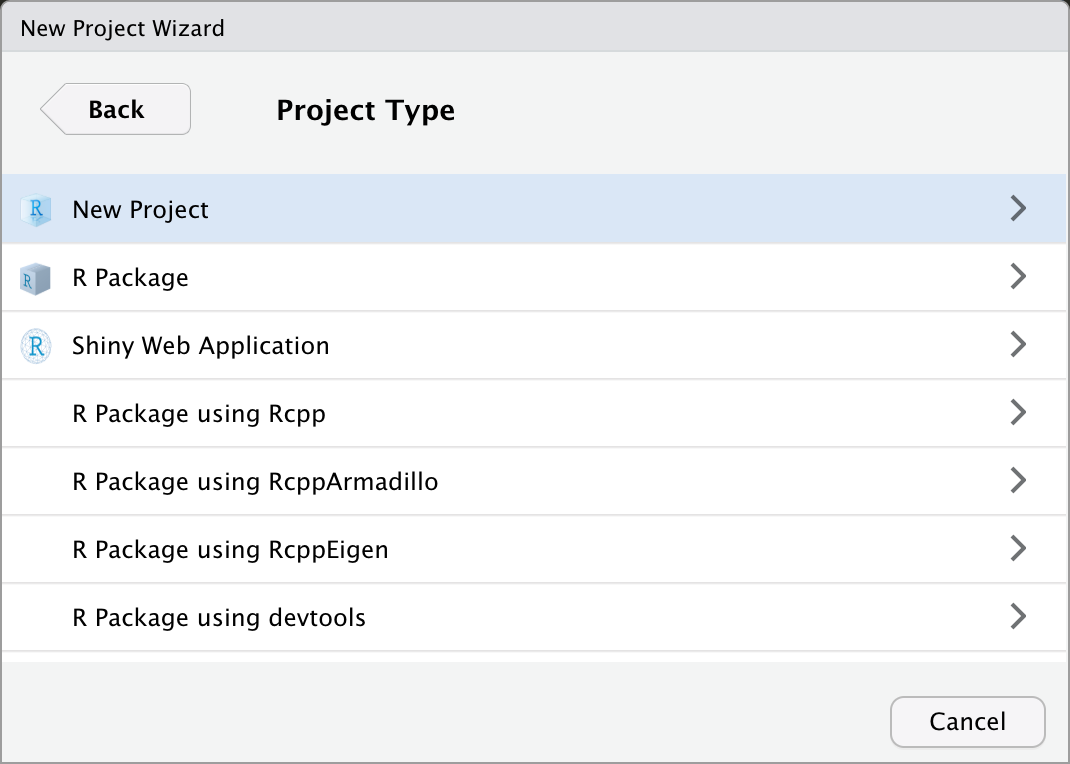 New Project Wizard
Back
Project Type
R New Project
R R Package
R Shiny Web Application
R Package using Rcpp
R Package using RcppArmadillo
R Package using RcppEigen
R Package using devtools
Cancel